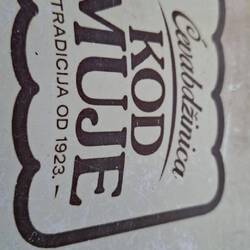 Ćevabdžinica
KOD
MUJE
TRADICIJA OD 1923.-